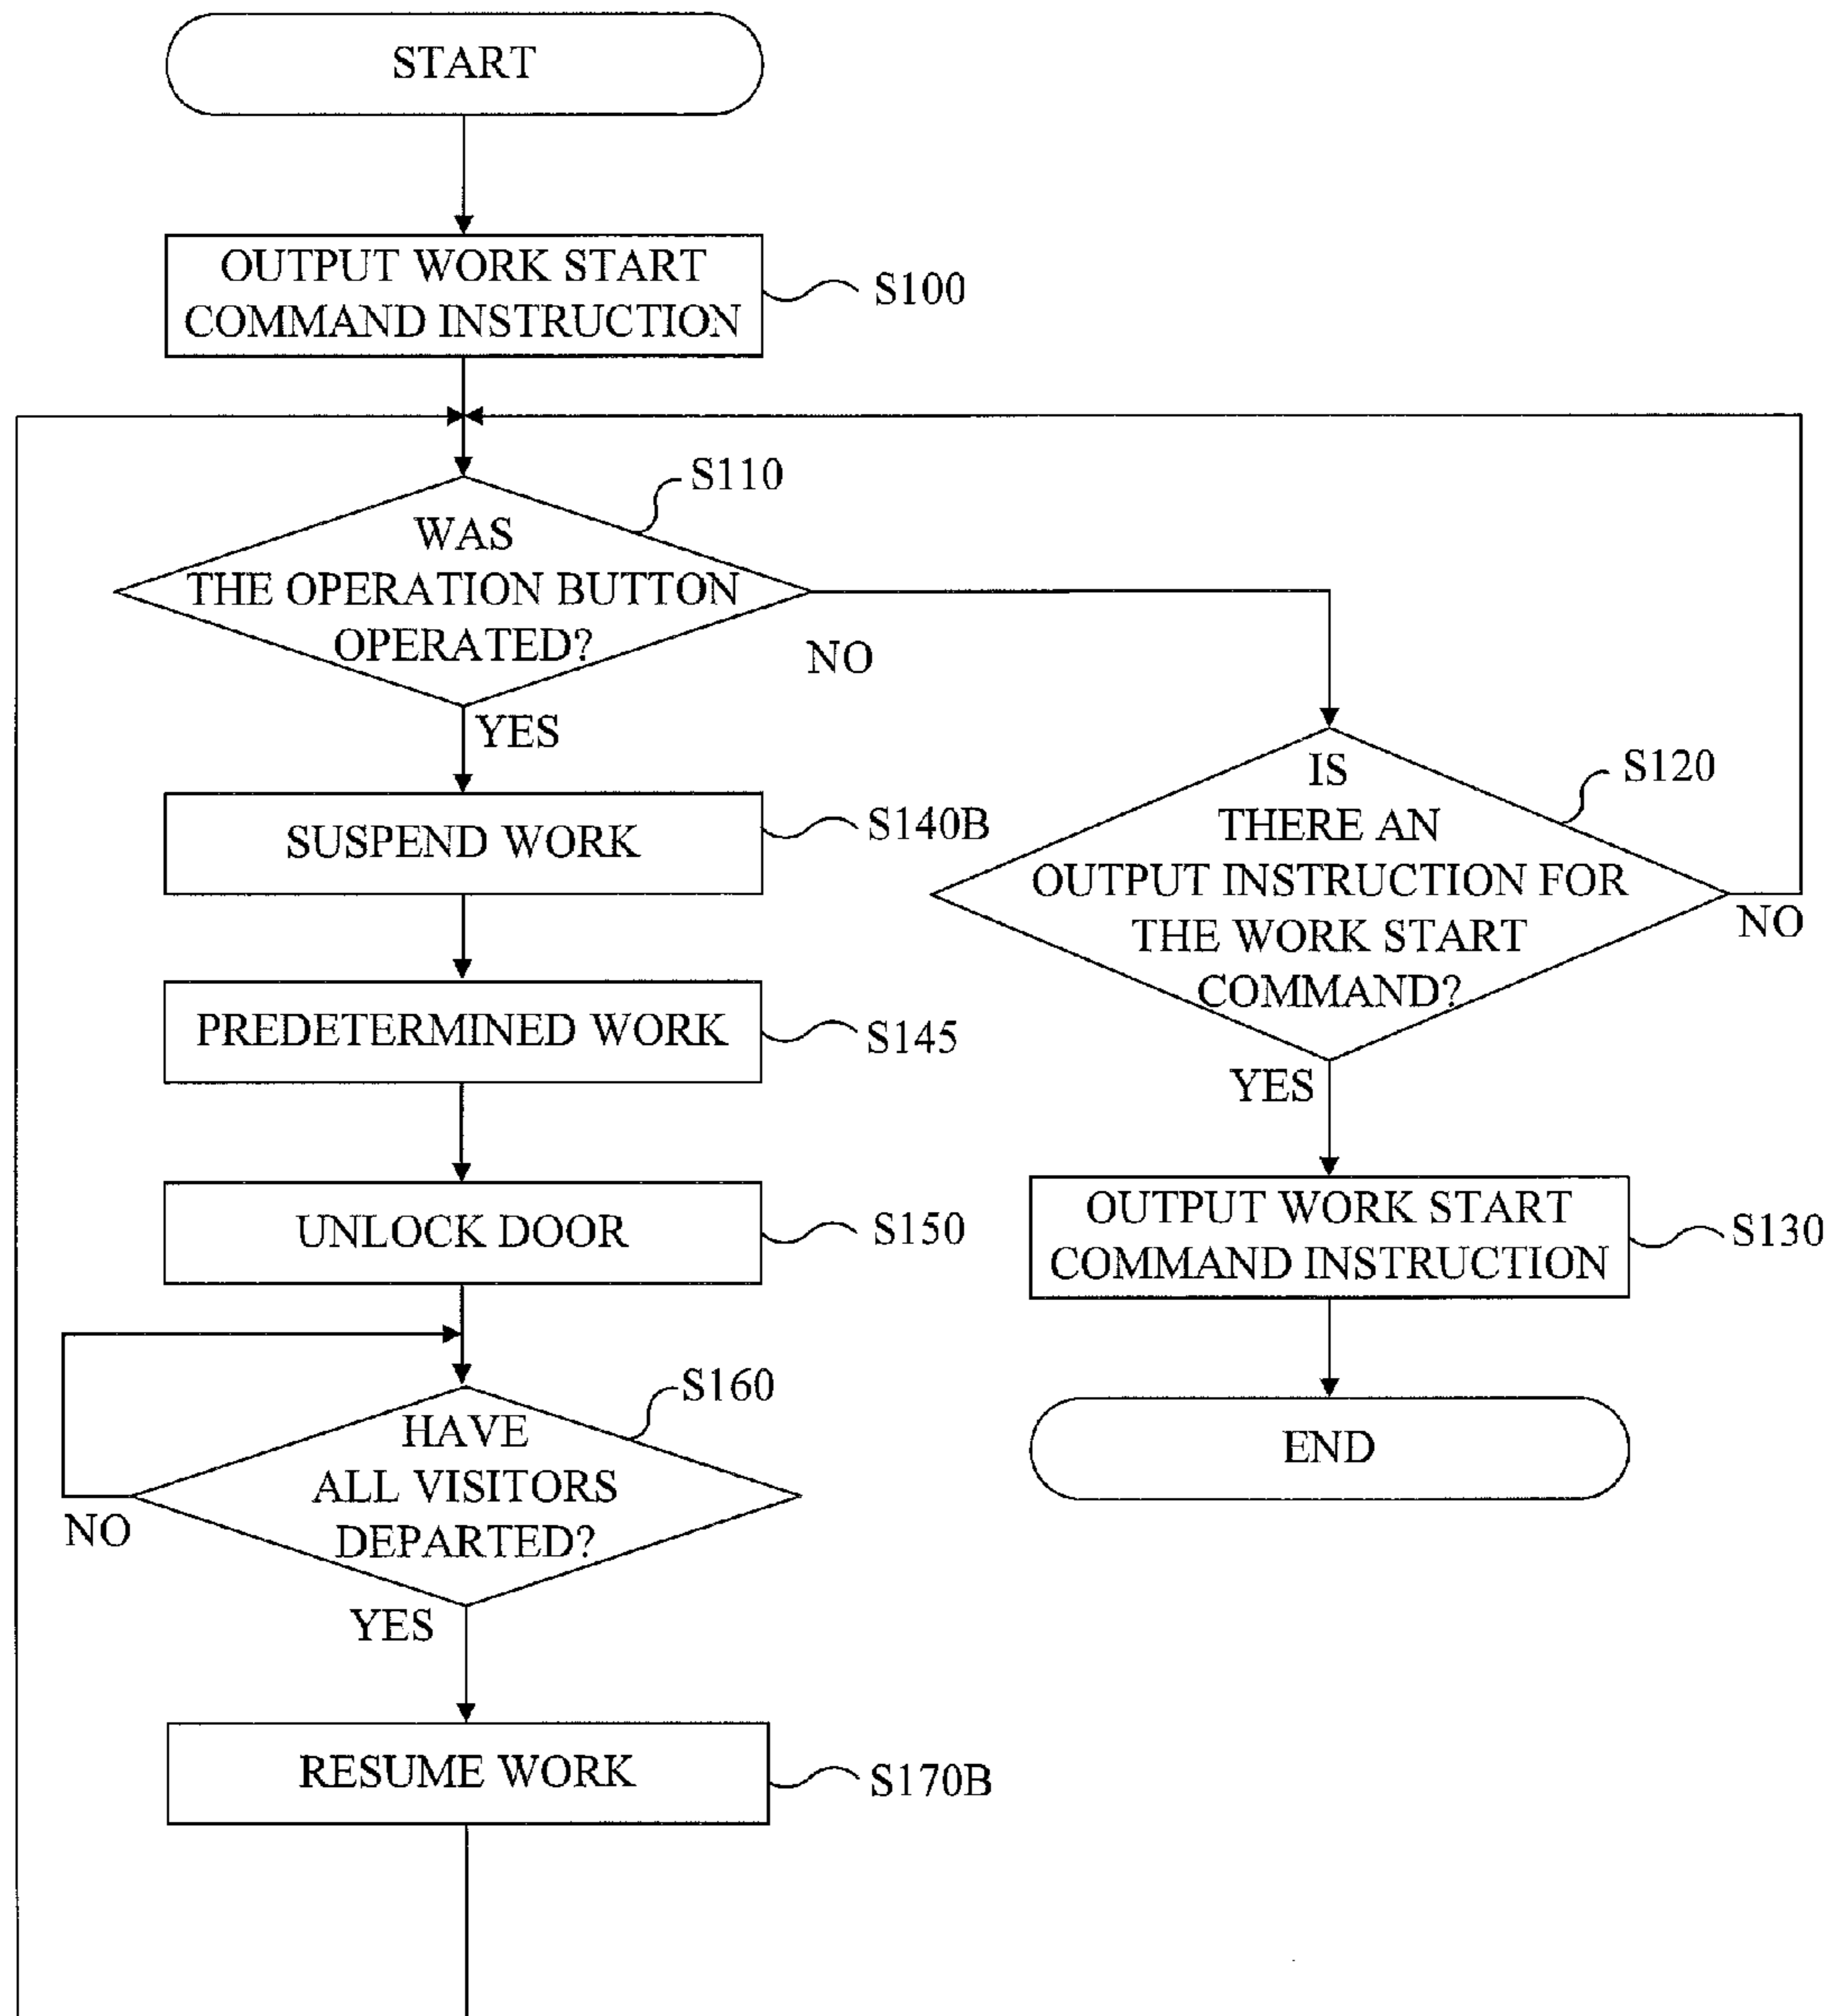 START
OUTPUT WORK START
COMMAND INSTRUCTION
S100
S110
WAS
THE OPERATION BUTTON
OPERATED?
NO
YES
SUSPEND WORK
S140B
PREDETERMINED WORK
S145
UNLOCK DOOR
S150
S160
HAVE
ALL VISITORS
DEPARTED?
NO
YES
RESUME WORK
S170B
IS
THERE AN
OUTPUT INSTRUCTION FOR
THE WORK START
COMMAND?
S120
NO
YES
OUTPUT WORK START
COMMAND INSTRUCTION
S130
END